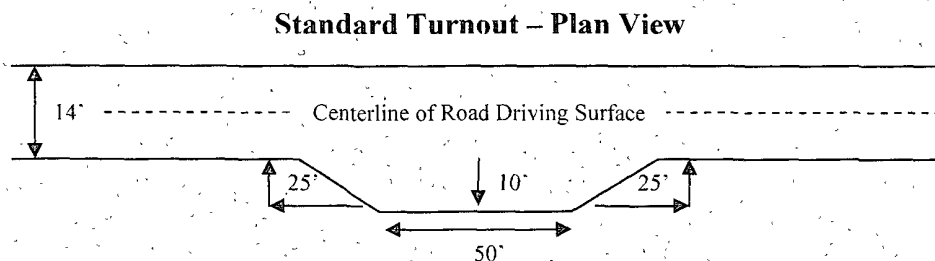 Standard Turnout – Plan View
14'
Centerline of Road Driving Surface
25'
10'
25'
50'